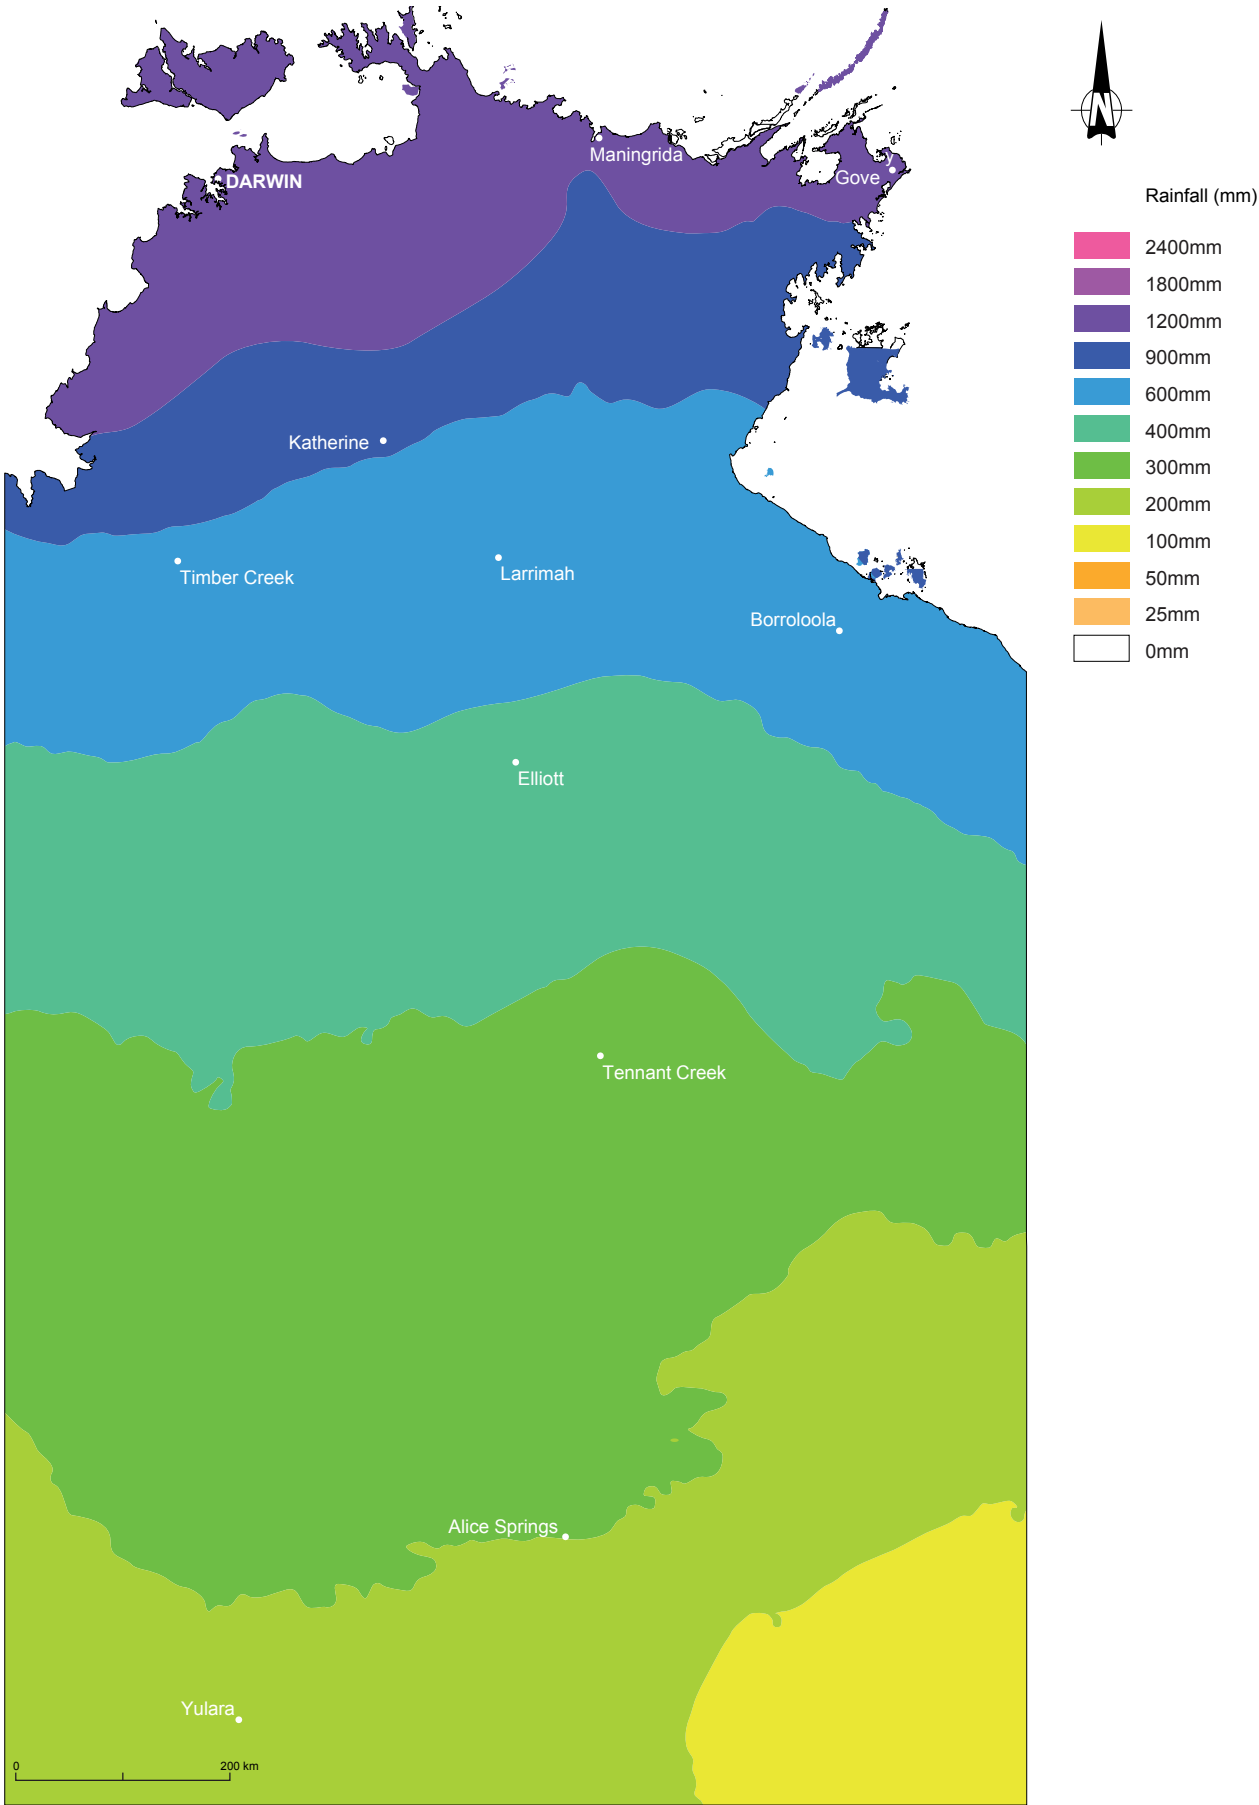 N
Maningrida
y
Gove
DARWIN
Rainfall (mm)
2400mm
1800mm
1200mm
900mm
600mm
400mm
300mm
200mm
100mm
50mm
25mm
0mm
Katherine
Timber Creek
Larrimah
Borroloola
Elliott
Tennant Creek
Alice Springs
Yulara
0 200 km